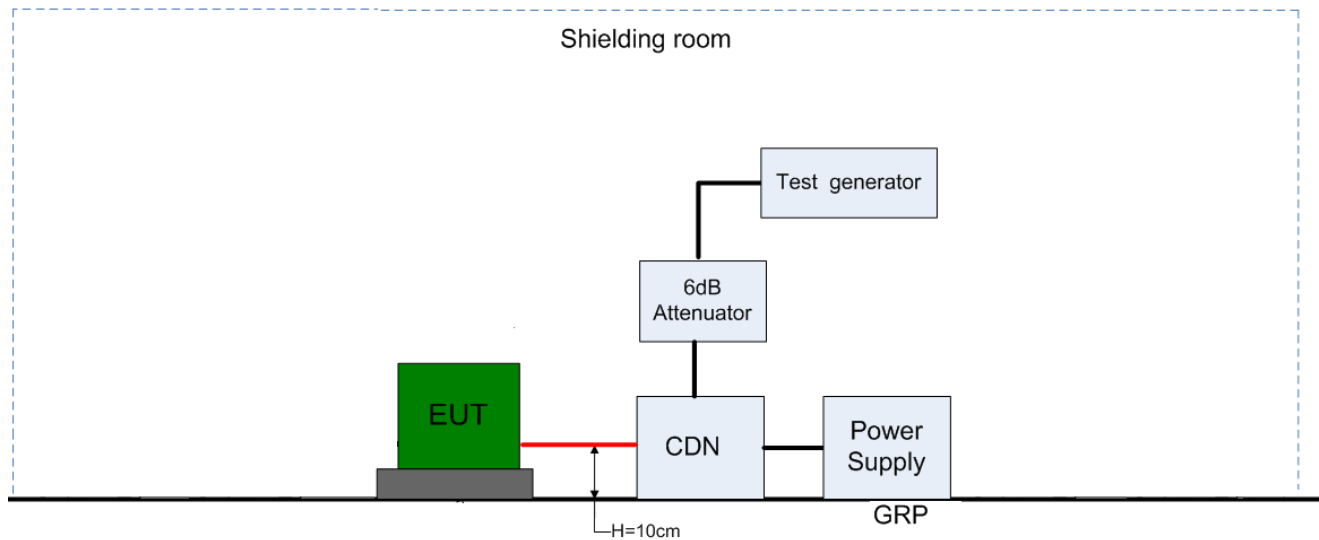 Shielding room
Test generator
6dB
Attenuator
EUT
CDN
Power
Supply
GRP
H=10cm